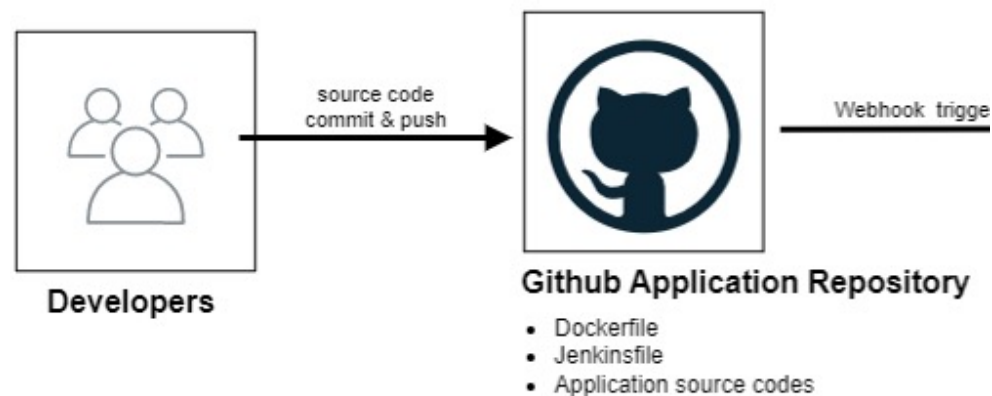 source code
commit & push
Webhook trigge
Developers
Github Application Repository
• Dockerfile
• Jenkinsfile
• Application source codes